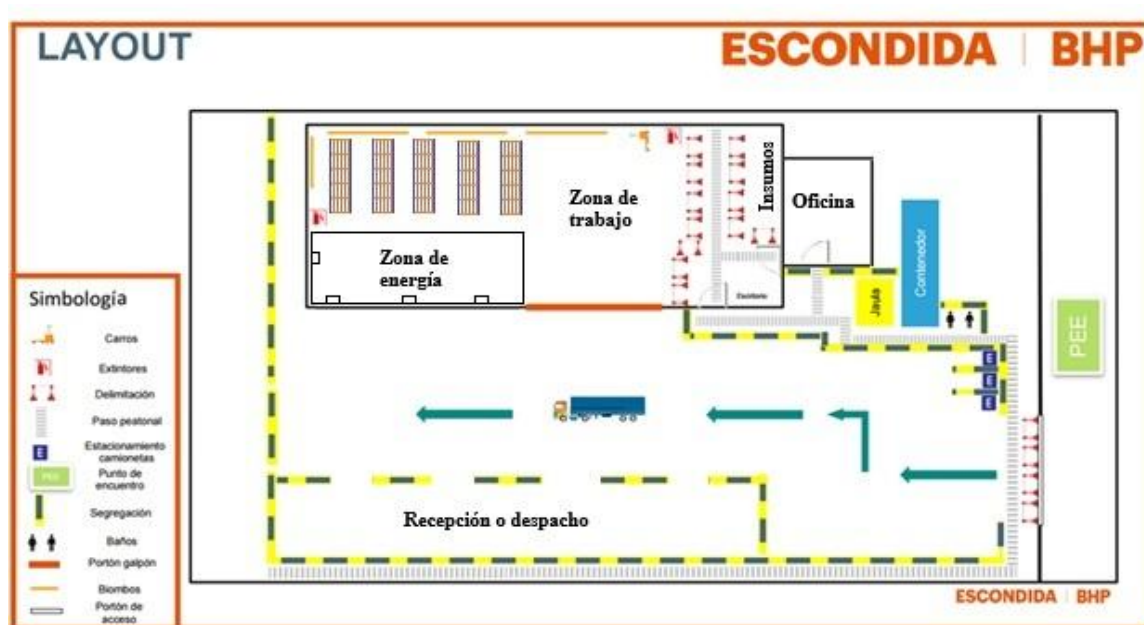 LAYOUT
ESCONDIDA | BHP
Insumos
Zona de
trabajo
Oficina
Zona de
energía
Contenedor
Jaula
Escritorio
PEE
E
E
E
Recepción o despacho
Simbología
Carros
Extintores
Delimitación
Paso peatonal
E
Estacionamiento
camionetas
PEE
Punto de
encuentro
Segregación
Baños
Portón galpón
Biombos
Portón de
acceso
ESCONDIDA | BHP